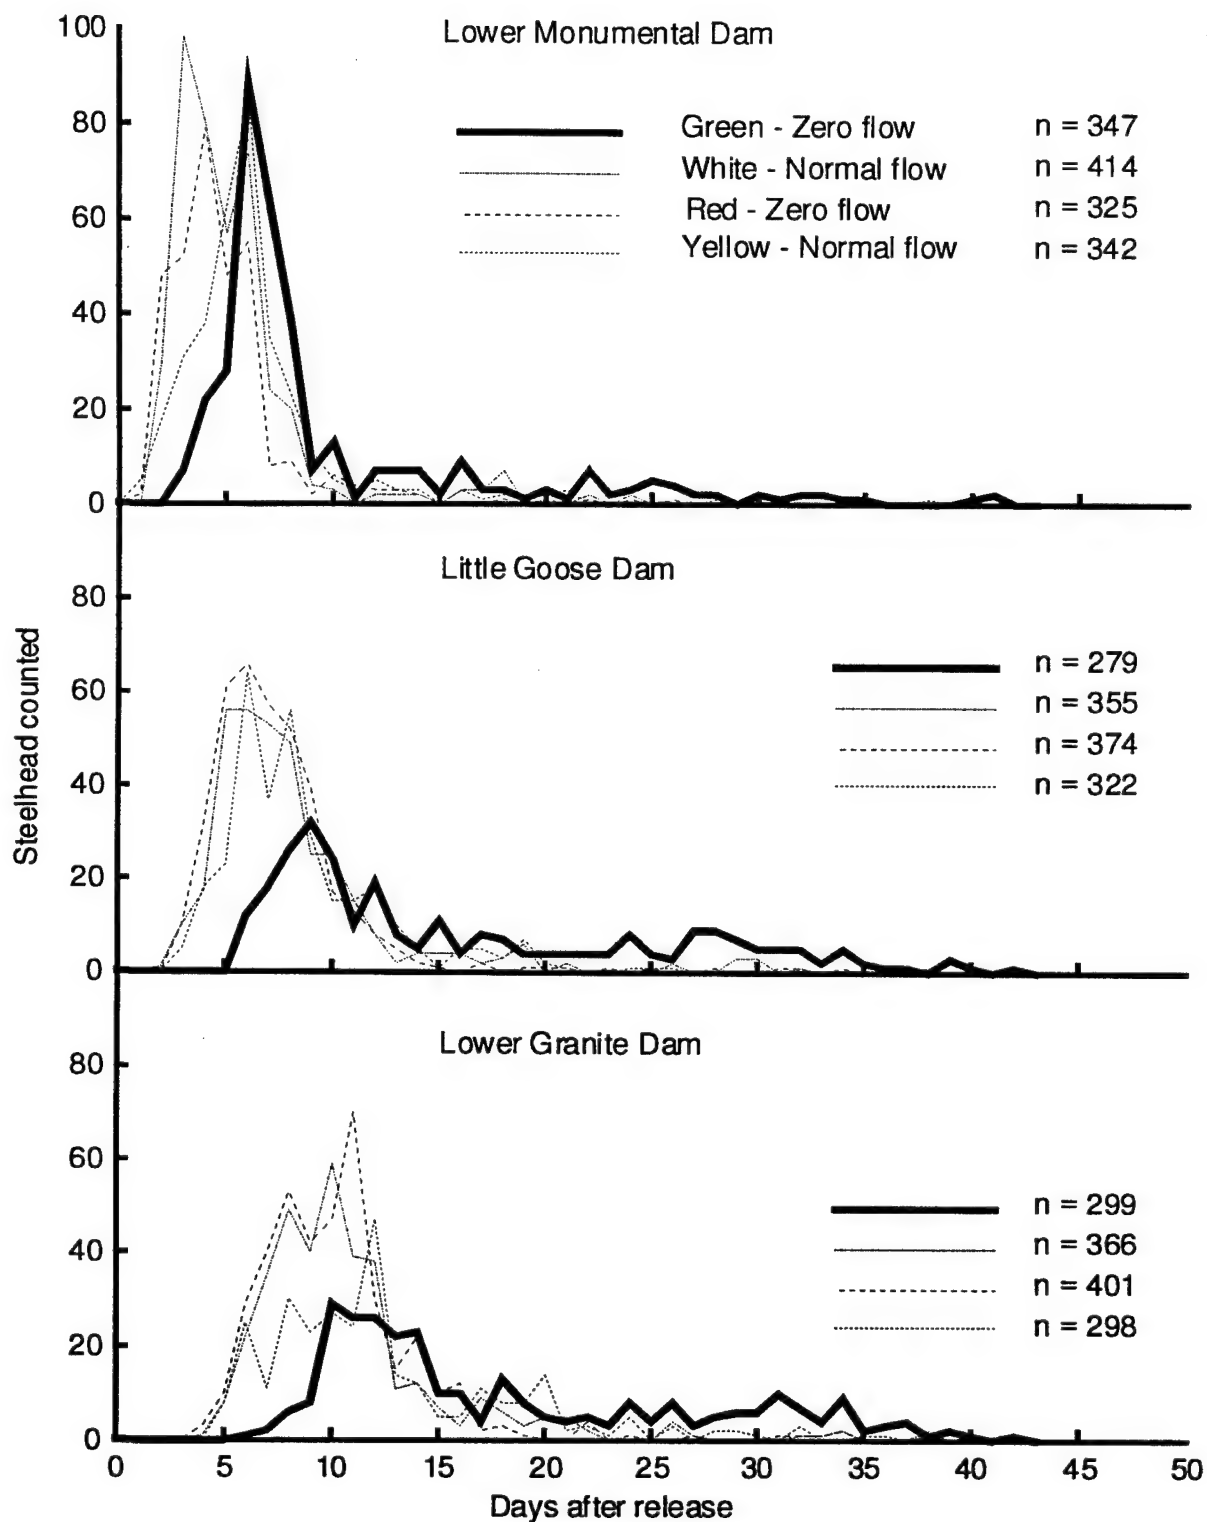 100
Lower Monumental Dam
80
Green - Zero flow n = 347
White - Normal flow n = 414
Red - Zero flow n = 325
60
Yellow - Normal flow n = 342
40
20
0
Little Goose Dam
80
60
40
20
0
n = 279
n = 355
n = 374
n = 322
Steelhead counted
Lower Granite Dam
80
60
40
20
0
n = 299
n = 366
n = 401
n = 298
0 5 10 15 20 25 30 35 40 45 50
Days after release